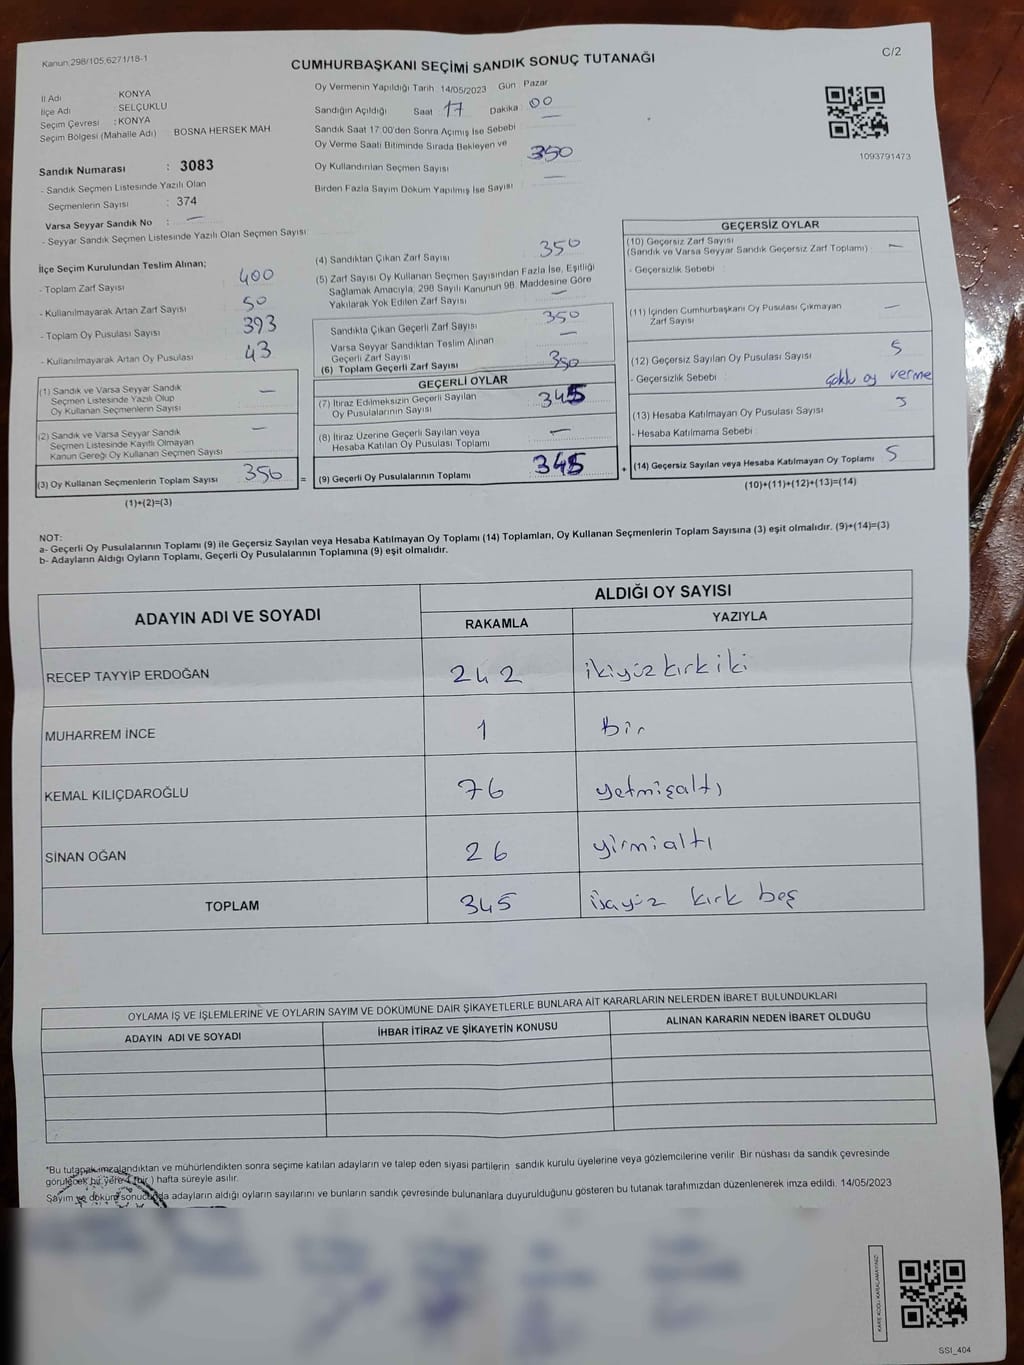 Kanun,298/105,6271/18-1
C/2
CUMHURBAŞKANI SEÇİMİ SANDIK SONUÇ TUTANAĞI
İl Adı KONYA
İlçe Adı : SELÇUKLU
Seçim Çevresi : KONYA
Seçim Bölgesi (Mahalle Adı) BOSNA HERSEK MAH
Sandık Numarası : 3083
- Sandık Seçmen Listesinde Yazılı Olan
Seçmenlerin Sayısı : 374
Varsa Seyyar Sandık No : —
- Seyyar Sandık Seçmen Listesinde Yazılı Olan Seçmen Sayısı
Oy Vermenin Yapıldığı Tarih 14/05/2023 Gün Pazar
Sandığın Açıldığı Saat 17 Dakika 00
Sandık Saat 17:00'den Sonra Açımış İse Sebebi —
Oy Verme Saati Bitiminde Sırada Bekleyen ve
Oy Kullandırılan Seçmen Sayısı 350
Birden Fazla Sayım Döküm Yapılmış İse Sayısı —
1093791473
İlçe Seçim Kurulundan Teslim Alınan;
- Toplam Zarf Sayısı 400
- Kullanılmayarak Artan Zarf Sayısı 50
- Toplam Oy Pusulası Sayısı 393
- Kullanılmayarak Artan Oy Pusulası 43
(1) Sandık ve Varsa Seyyar Sandık
Seçmen Listesinde Yazılı Olup
Oy Kullanan Seçmenlerin Sayısı —
(2) Sandık ve Varsa Seyyar Sandık
Seçmen Listesinde Kayıtlı Olmayan
Kanun Gereği Oy Kullanan Seçmen Sayısı —
(3) Oy Kullanan Seçmenlerin Toplam Sayısı 350 =
(1)+(2)=(3)
(4) Sandıktan Çıkan Zarf Sayısı 350
(5) Zarf Sayısı Oy Kullanan Seçmen Sayısından Fazla İse, Eşitliği
Sağlamak Amacıyla, 298 Sayılı Kanunun 98. Maddesine Göre
Yakılarak Yok Edilen Zarf Sayısı —
Sandıkta Çıkan Geçerli Zarf Sayısı 350
Varsa Seyyar Sandıktan Teslim Alınan
Geçerli Zarf Sayısı —
(6) Toplam Geçerli Zarf Sayısı 350
GEÇERLİ OYLAR
(7) İtiraz Edilmeksizin Geçerli Sayılan
Oy Pusulalarının Sayısı 345
(8) İtiraz Üzerine Geçerli Sayılan veya
Hesaba Katılan Oy Pusulası Toplamı —
(9) Geçerli Oy Pusulalarının Toplamı 345 +
GEÇERSİZ OYLAR
(10) Geçersiz Zarf Sayısı
(Sandık ve Varsa Seyyar Sandık Geçersiz Zarf Toplamı) —
- Geçersizlik Sebebi :
(11) İçinden Cumhurbaşkanı Oy Pusulası Çıkmayan
Zarf Sayısı —
(12) Geçersiz Sayılan Oy Pusulası Sayısı 5
- Geçersizlik Sebebi : çoklu oy verme
(13) Hesaba Katılmayan Oy Pusulası Sayısı
- Hesaba Katılmama Sebebi :
(14) Geçersiz Sayılan veya Hesaba Katılmayan Oy Toplamı 5
(10)+(11)+(12)+(13)=(14)
NOT:
a- Geçerli Oy Pusulalarının Toplamı (9) ile Geçersiz Sayılan veya Hesaba Katılmayan Oy Toplamı (14) Toplamları, Oy Kullanan Seçmenlerin Toplam Sayısına (3) eşit olmalıdır. (9)+(14)=(3)
b- Adayların Aldığı Oyların Toplamı, Geçerli Oy Pusulalarının Toplamına (9) eşit olmalıdır.
ADAYIN ADI VE SOYADI
ALDIĞI OY SAYISI
RAKAMLA YAZIYLA
RECEP TAYYİP ERDOĞAN 242 ikiyüzkırkiki
MUHARREM İNCE 1 bir
KEMAL KILIÇDAROĞLU 76 yetmişaltı
SİNAN OĞAN 26 yirmialtı
TOPLAM 345 üçyüz kırk beş
OYLAMA İŞ VE İŞLEMLERİNE VE OYLARIN SAYIM VE DÖKÜMÜNE DAİR ŞİKAYETLERLE BUNLARA AİT KARARLARIN NELERDEN İBARET BULUNDUKLARI
ADAYIN ADI VE SOYADI İHBAR İTİRAZ VE ŞİKAYETİN KONUSU ALINAN KARARIN NEDEN İBARET OLDUĞU
*Bu tutanak imzalandıktan ve mühürlendikten sonra seçime katılan adayların ve talep eden siyasi partilerin sandık kurulu üyelerine veya gözlemcilerine verilir. Bir nüshası da sandık çevresinde
görülecek bir yere 1 (bir) hafta süreyle asılır.
Sayım ve döküm sonucunda adayların aldığı oyların sayılarını ve bunların sandık çevresinde bulunanlara duyurulduğunu gösteren bu tutanak tarafımızdan düzenlenerek imza edildi. 14/05/2023
KARE KODU KARALAMAYINIZ!
SSI_404